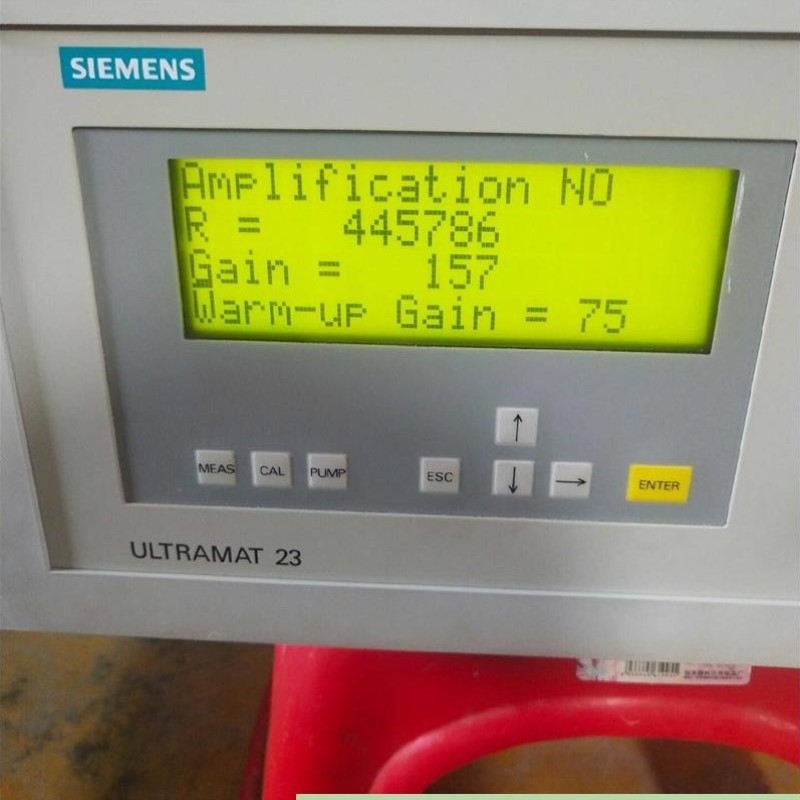 SIEMENS
Amplification NO
R = 445786
Gain = 157
Warm-up Gain = 75
↑
MEAS CAL PUMP ESC ↓ → ENTER
ULTRAMAT 23